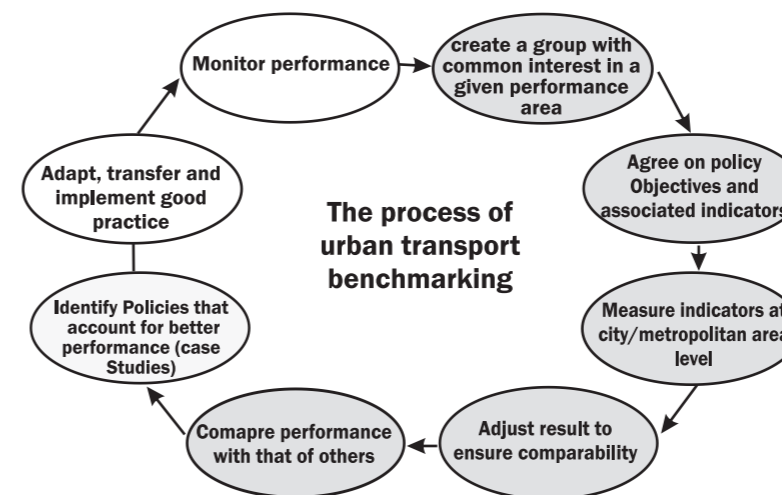 Monitor performance
create a group with
common interest in a
given performance
area
Agree on policy
Objectives and
associated indicators
Measure indicators at
city/metropolitan area
level
Adjust result to
ensure comparability
Comapre performance
with that of others
Identify Policies that
account for better
performance (case
Studies)
Adapt, transfer and
implement good
practice
The process of
urban transport
benchmarking